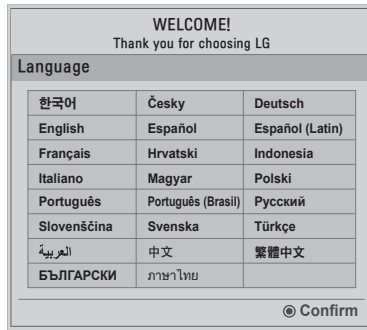 WELCOME!
Thank you for choosing LG
Language
한국어 Česky Deutsch
English Español Español (Latin)
Français Hrvatski Indonesia
Italiano Magyar Polski
Português Português (Brasil) Русский
Slovenščina Svenska Türkçe
العربية 中文 繁體中文
БЪЛГАРСКИ ภาษาไทย
◉ Confirm